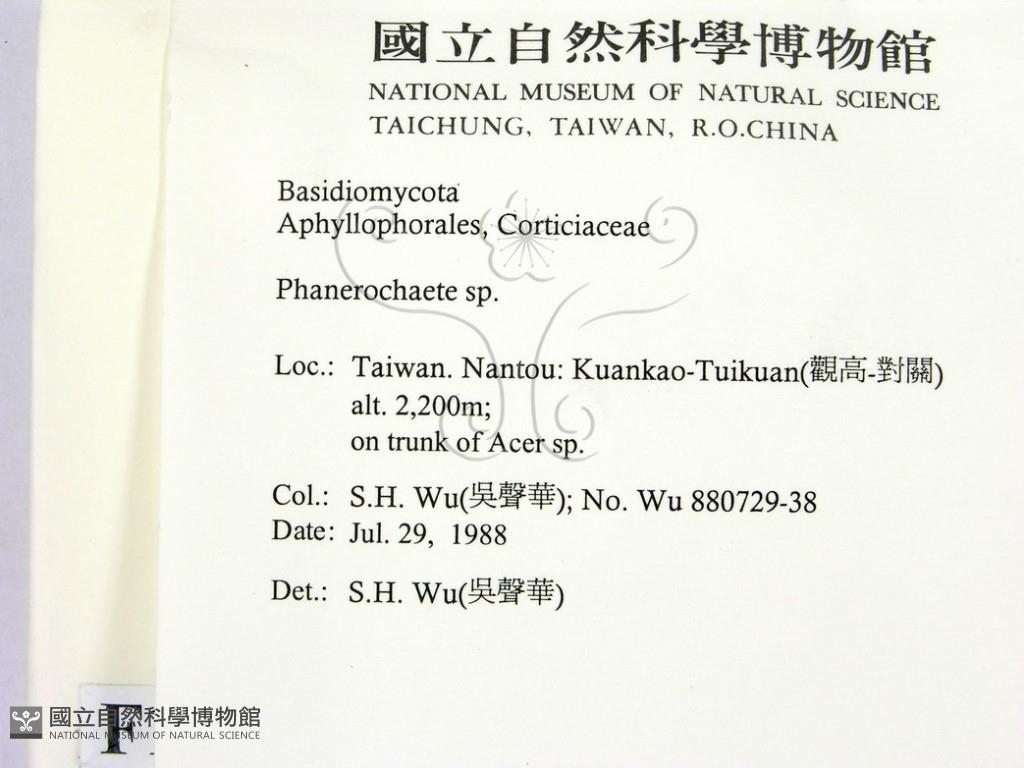 國立自然科學博物館
NATIONAL MUSEUM OF NATURAL SCIENCE
TAICHUNG, TAIWAN, R.O.CHINA
Basidiomycota
Aphyllophorales, Corticiaceae
Phanerochaete sp.
Loc.: Taiwan. Nantou: Kuankao-Tuikuan(觀高-對關)
alt. 2,200m;
on trunk of Acer sp.
Col.: S.H. Wu(吳聲華); No. Wu 880729-38
Date: Jul. 29, 1988
Det.: S.H. Wu(吳聲華)
F
國立自然科學博物館
NATIONAL MUSEUM OF NATURAL SCIENCE